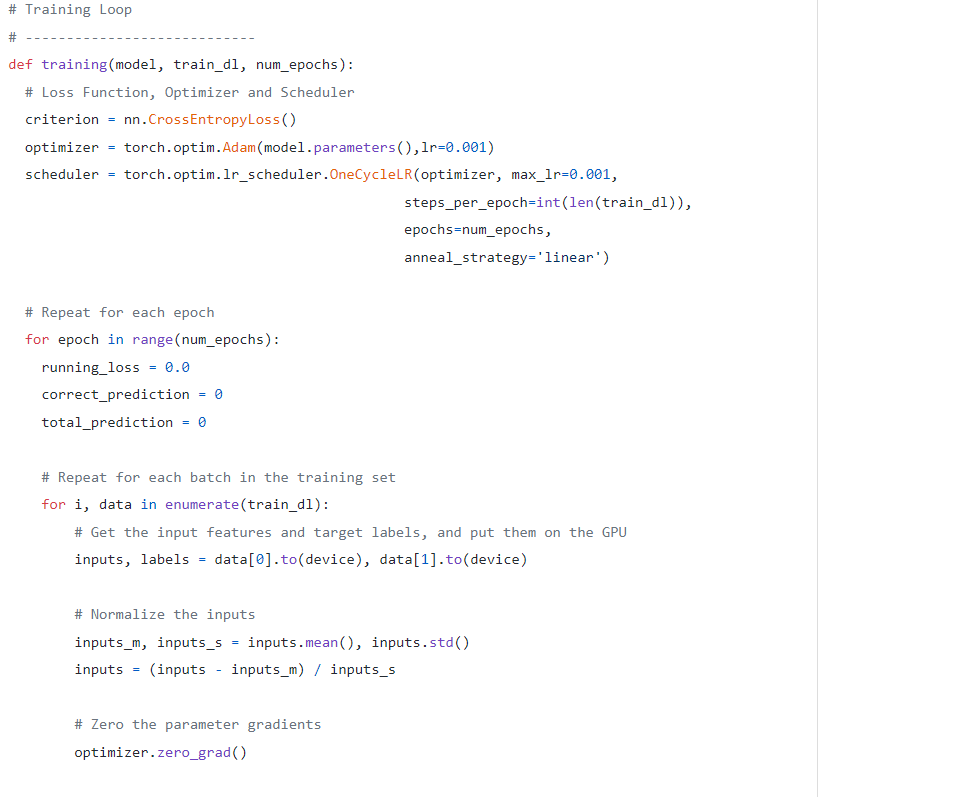 # Training Loop
# ----------------------------
def training(model, train_dl, num_epochs):
  # Loss Function, Optimizer and Scheduler
  criterion = nn.CrossEntropyLoss()
  optimizer = torch.optim.Adam(model.parameters(),lr=0.001)
  scheduler = torch.optim.lr_scheduler.OneCycleLR(optimizer, max_lr=0.001,
                                                steps_per_epoch=int(len(train_dl)),
                                                epochs=num_epochs,
                                                anneal_strategy='linear')

  # Repeat for each epoch
  for epoch in range(num_epochs):
    running_loss = 0.0
    correct_prediction = 0
    total_prediction = 0

    # Repeat for each batch in the training set
    for i, data in enumerate(train_dl):
        # Get the input features and target labels, and put them on the GPU
        inputs, labels = data[0].to(device), data[1].to(device)

        # Normalize the inputs
        inputs_m, inputs_s = inputs.mean(), inputs.std()
        inputs = (inputs - inputs_m) / inputs_s

        # Zero the parameter gradients
        optimizer.zero_grad()